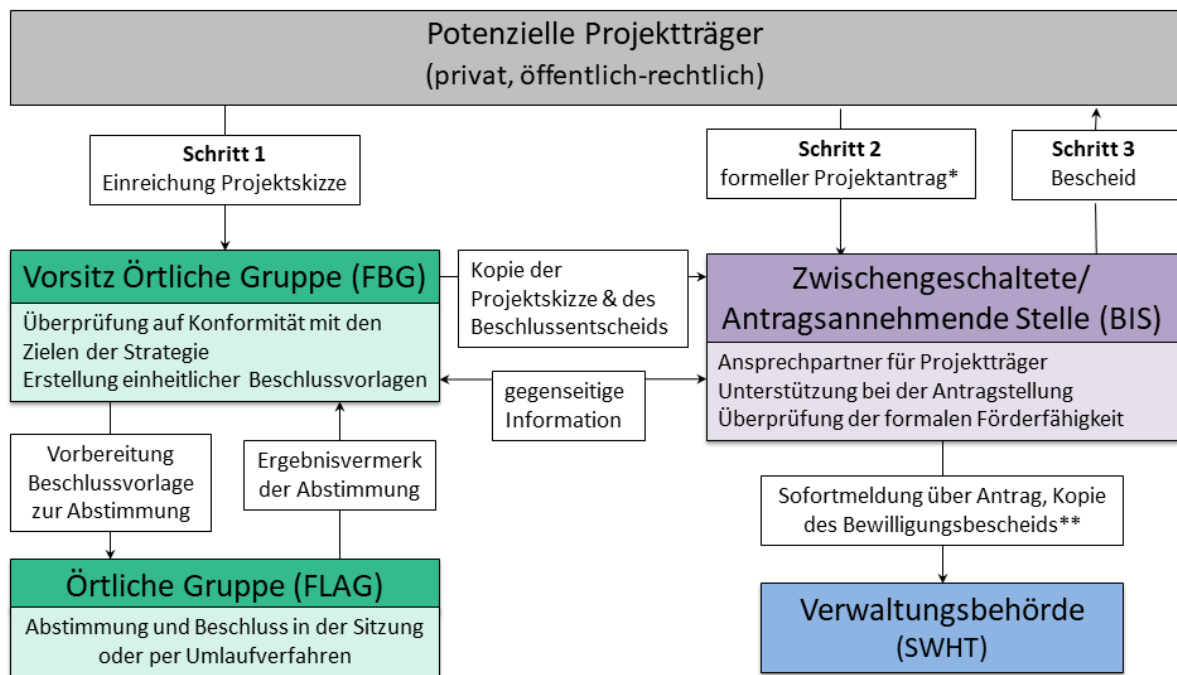 Potenzielle Projektträger
(privat, öffentlich-rechtlich)
Schritt 1
Einreichung Projektskizze
Schritt 2
formeller Projektantrag*
Schritt 3
Bescheid
Vorsitz Örtliche Gruppe (FBG)
Überprüfung auf Konformität mit den
Zielen der Strategie
Erstellung einheitlicher Beschlussvorlagen
Kopie der
Projektskizze & des
Beschlussentscheids
gegenseitige
Information
Zwischengeschaltete/
Antragsannehmende Stelle (BIS)
Ansprechpartner für Projektträger
Unterstützung bei der Antragstellung
Überprüfung der formalen Förderfähigkeit
Vorbereitung
Beschlussvorlage
zur Abstimmung
Ergebnisvermerk
der Abstimmung
Sofortmeldung über Antrag, Kopie
des Bewilligungsbescheids**
Örtliche Gruppe (FLAG)
Abstimmung und Beschluss in der Sitzung
oder per Umlaufverfahren
Verwaltungsbehörde
(SWHT)